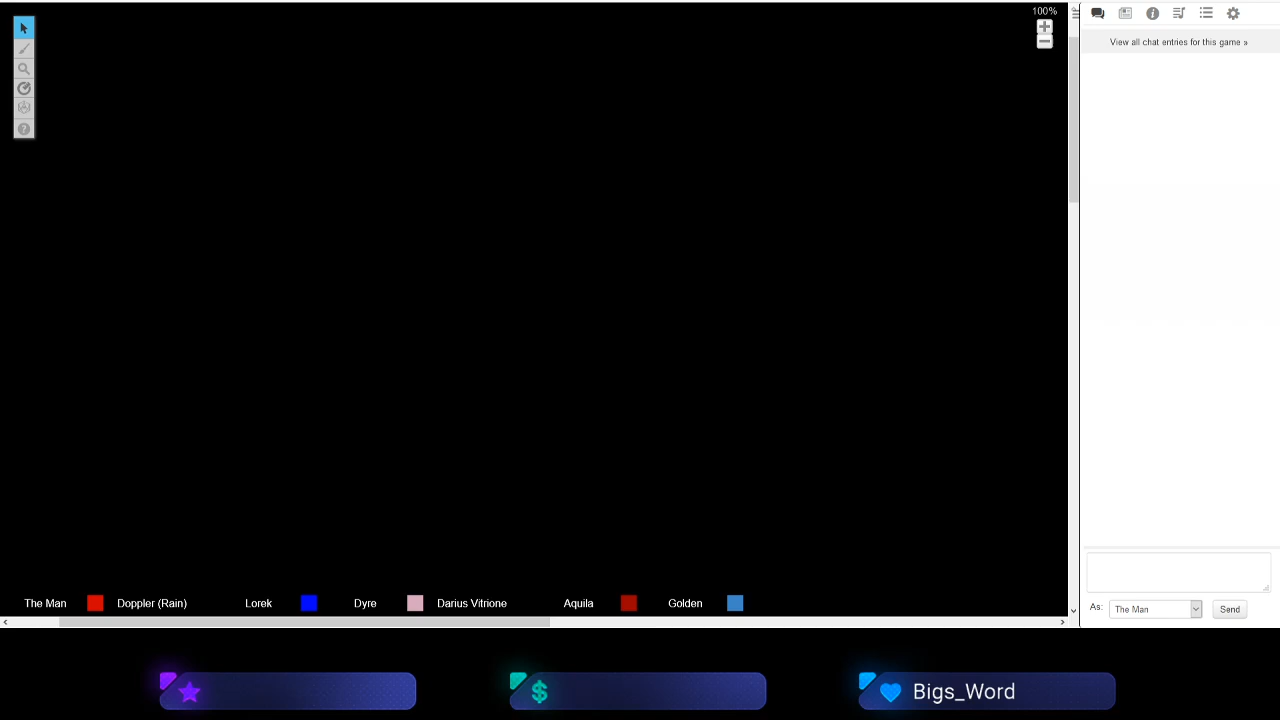 100%
View all chat entries for this game »
The Man
Doppler (Rain)
Lorek
Dyre
Darius Vitrione
Aquila
Golden
As:
The Man
Send
Bigs_Word